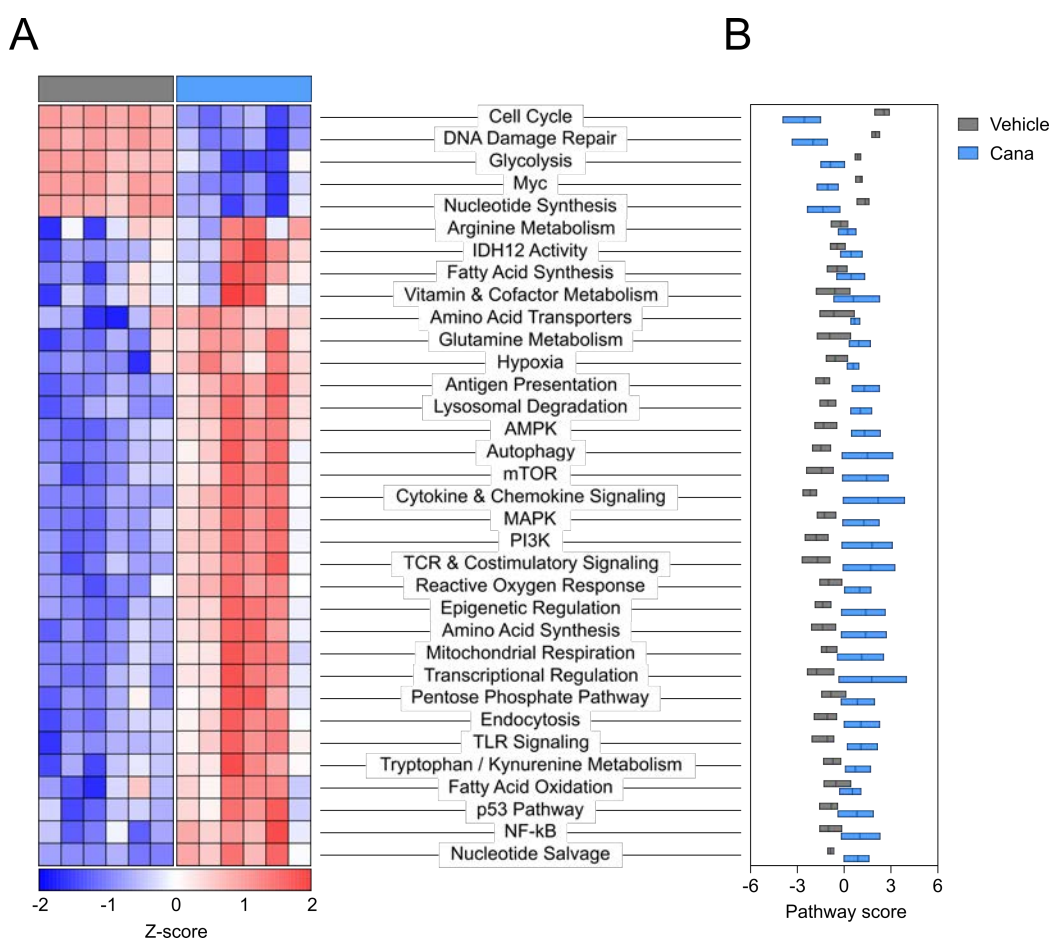 A
B
Cell Cycle
DNA Damage Repair
Glycolysis
Myc
Nucleotide Synthesis
Arginine Metabolism
IDH12 Activity
Fatty Acid Synthesis
Vitamin & Cofactor Metabolism
Amino Acid Transporters
Glutamine Metabolism
Hypoxia
Antigen Presentation
Lysosomal Degradation
AMPK
Autophagy
mTOR
Cytokine & Chemokine Signaling
MAPK
PI3K
TCR & Costimulatory Signaling
Reactive Oxygen Response
Epigenetic Regulation
Amino Acid Synthesis
Mitochondrial Respiration
Transcriptional Regulation
Pentose Phosphate Pathway
Endocytosis
TLR Signaling
Tryptophan / Kynurenine Metabolism
Fatty Acid Oxidation
p53 Pathway
NF-kB
Nucleotide Salvage
Vehicle
Cana
-2 -1 0 1 2
Z-score
-6 -3 0 3 6
Pathway score